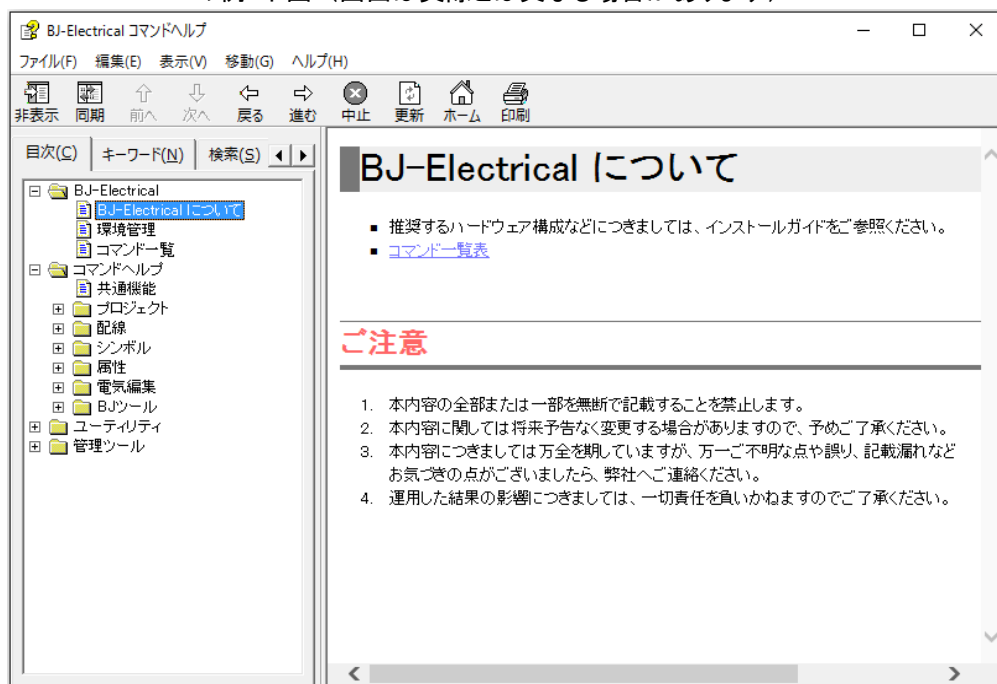 BJ-Electrical コマンドヘルプ
ファイル(F) 編集(E) 表示(V) 移動(G) ヘルプ(H)
非表示 同期 前へ 次へ 戻る 進む 中止 更新 ホーム 印刷
目次(C) キーワード(N) 検索(S)
BJ-Electrical
BJ-Electrical について
環境管理
コマンド一覧
コマンドヘルプ
共通機能
プロジェクト
配線
シンボル
属性
電気編集
BJツール
ユーティリティ
管理ツール
BJ-Electrical について
推奨するハードウェア構成などにつきましては、インストールガイドをご参照ください。
コマンド一覧表
ご注意
1. 本内容の全部または一部を無断で記載することを禁止します。
2. 本内容に関しては将来予告なく変更する場合がありますので、予めご了承ください。
3. 本内容につきましては万全を期していますが、万一ご不明な点や誤り、記載漏れなど
お気づきの点がございましたら、弊社へご連絡ください。
4. 運用した結果の影響につきましては、一切責任を負いかねますのでご了承ください。